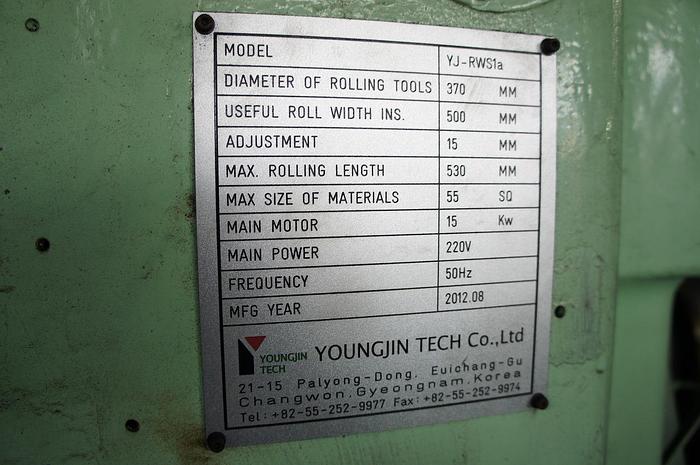 MODEL YJ-RWS1a
DIAMETER OF ROLLING TOOLS 370 MM
USEFUL ROLL WIDTH INS. 500 MM
ADJUSTMENT 15 MM
MAX. ROLLING LENGTH 530 MM
MAX SIZE OF MATERIALS 55 SQ
MAIN MOTOR 15 Kw
MAIN POWER 220V
FREQUENCY 50Hz
MFG YEAR 2012.08
YOUNGJIN
TECH
YOUNGJIN TECH Co.,Ltd
21-15 Palyong-Dong, Euichang-Gu
Changwon,Gyeongnam,Korea
Tel:+82-55-252-9977 Fax:+82-55-252-9974